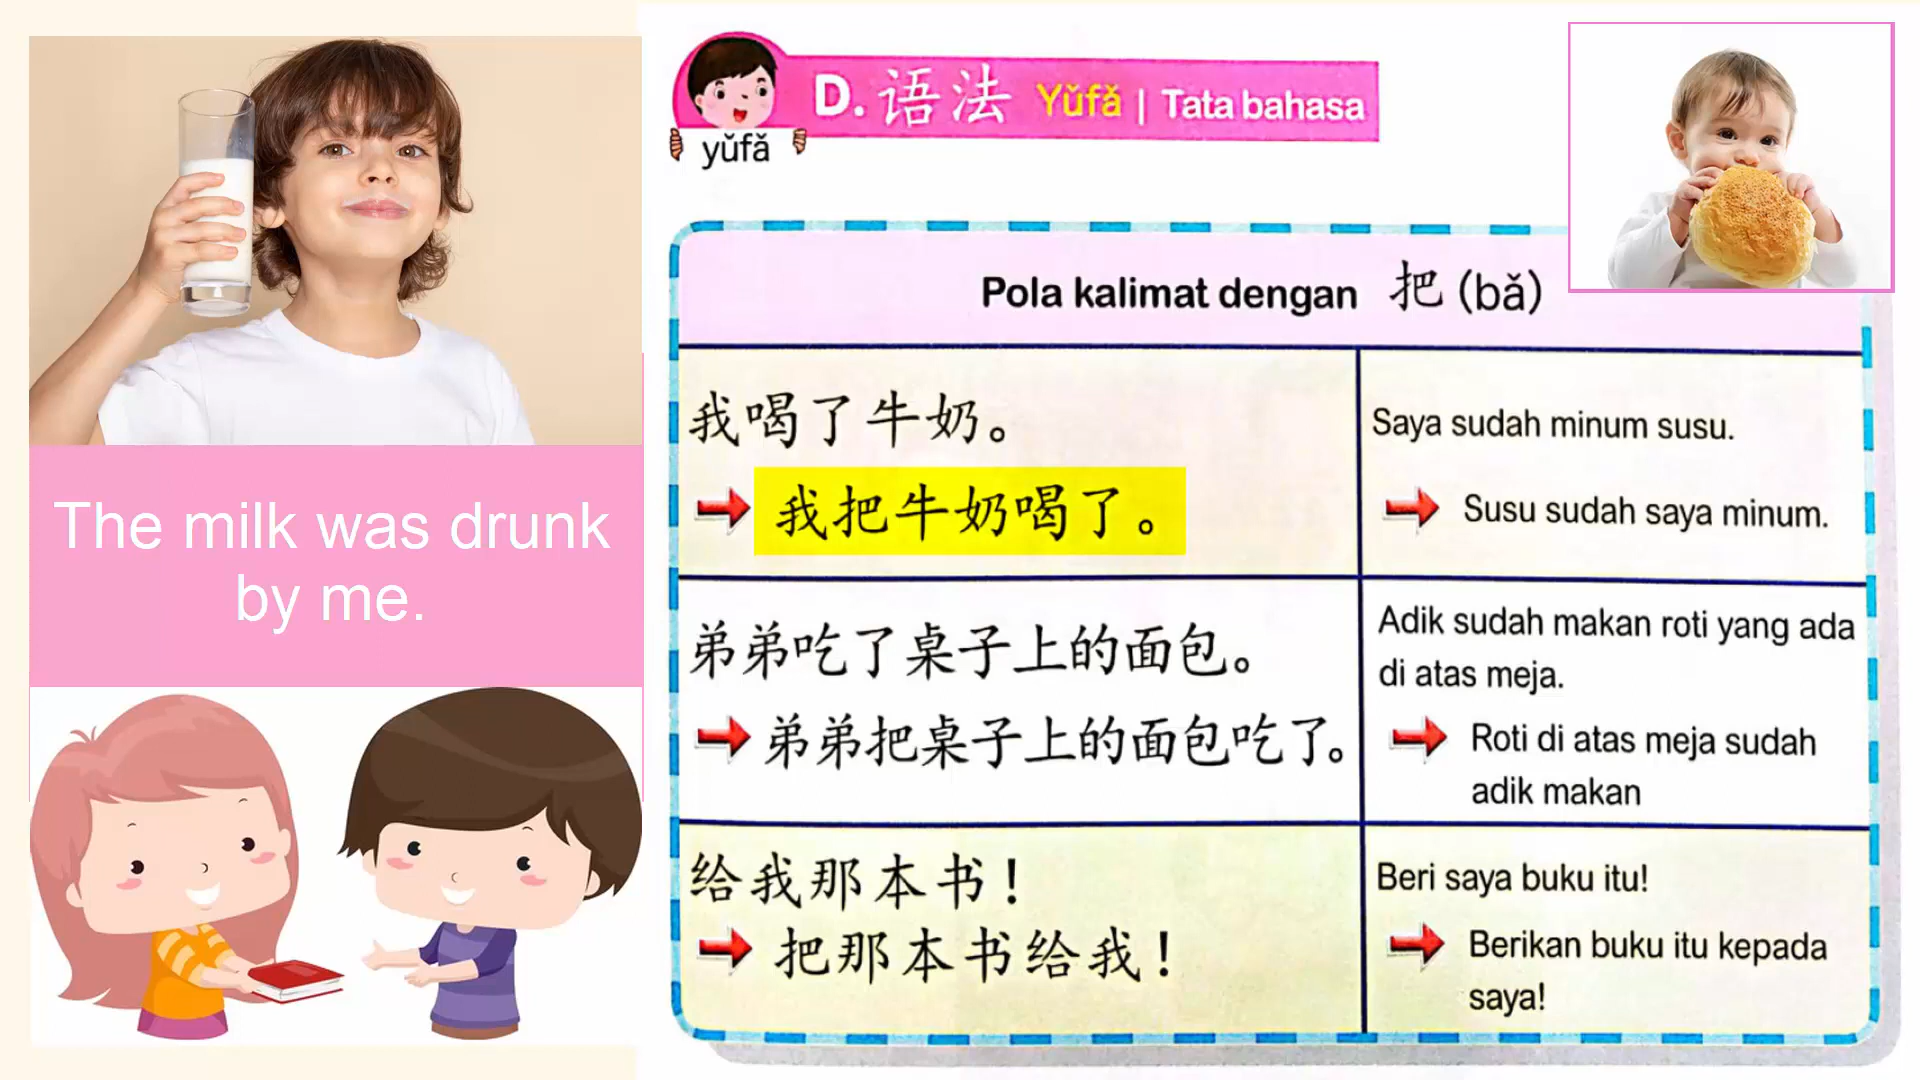 The milk was drunk
by me.
D. 语法 Yǔfǎ | Tata bahasa
yǔfǎ
Pola kalimat dengan 把 (bǎ)
我喝了牛奶。
我把牛奶喝了。
Saya sudah minum susu.
Susu sudah saya minum.
弟弟吃了桌子上的面包。
弟弟把桌子上的面包吃了。
Adik sudah makan roti yang ada
di atas meja.
Roti di atas meja sudah
adik makan
给我那本书！
把那本书给我！
Beri saya buku itu!
Berikan buku itu kepada
saya!